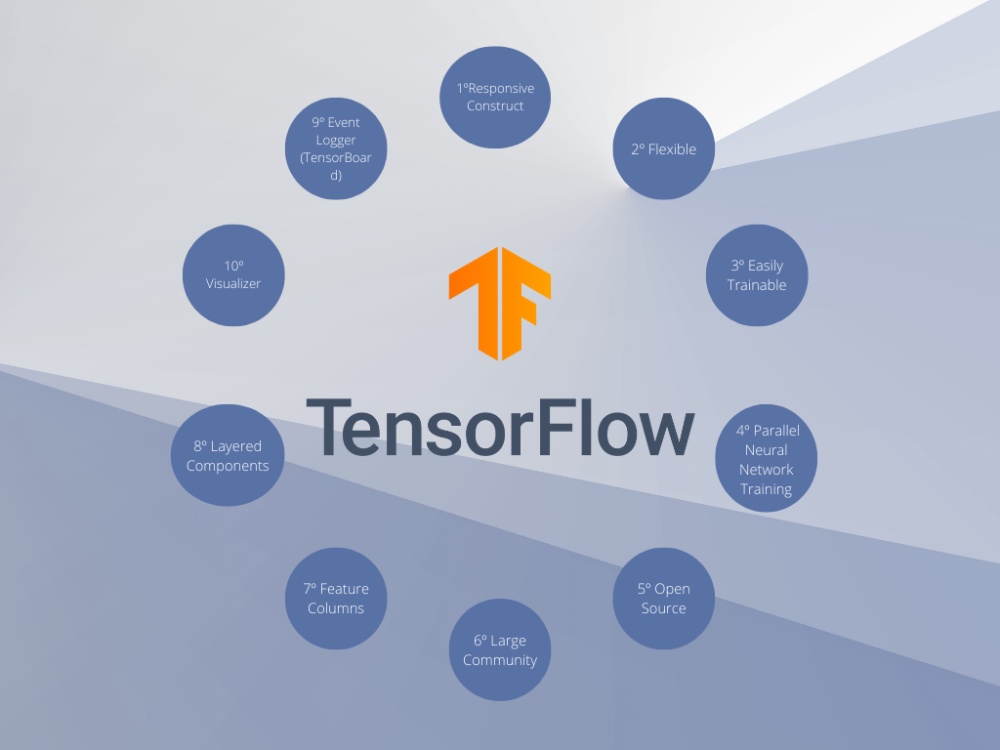 1ºResponsive
Construct
2º Flexible
3º Easily
Trainable
4º Parallel
Neural
Network
Training
5º Open
Source
6º Large
Community
7º Feature
Columns
8º Layered
Components
10º
Visualizer
9º Event
Logger
(TensorBoar
d)
TensorFlow